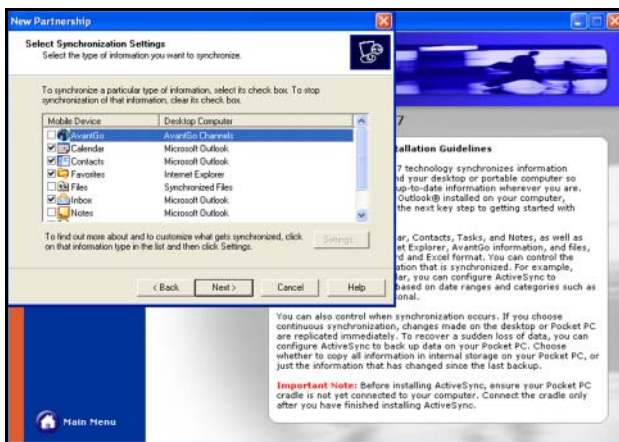 New Partnership
Select Synchronization Settings
Select the type of information you want to synchronize.
To synchronize a particular type of information, select its check box. To stop
synchronization of that information, clear its check box.
Mobile Device Desktop Computer
AvantGo AvantGo Channels
Calendar Microsoft Outlook
Contacts Microsoft Outlook
Favorites Internet Explorer
Files Synchronized Files
Inbox Microsoft Outlook
Notes Microsoft Outlook
To find out more about and to customize what gets synchronized, click
on that information type in the list and then click Settings.
Settings...
< Back Next > Cancel Help
7
tallation Guidelines
7 technology synchronizes information
nd your desktop or portable computer so
up-to-date information wherever you are.
Outlook® installed on your computer,
the next key step to getting started with
ar, Contacts, Tasks, and Notes, as well as
et Explorer, AvantGo information, and files,
rd and Excel format. You can control the
ation that is synchronized. For example,
lar, you can configure ActiveSync to
based on date ranges and categories such as
sonal.
You can also control when synchronization occurs. If you choose
continuous synchronization, changes made on the desktop or Pocket PC
are replicated immediately. To recover a sudden loss of data, you can
configure ActiveSync to back up data on your Pocket PC. Choose
whether to copy all information in internal storage on your Pocket PC, or
just the information that has changed since the last backup.
Important Note: Before installing ActiveSync, ensure your Pocket PC
cradle is not yet connected to your computer. Connect the cradle only
after you have finished installing ActiveSync.
Main Menu